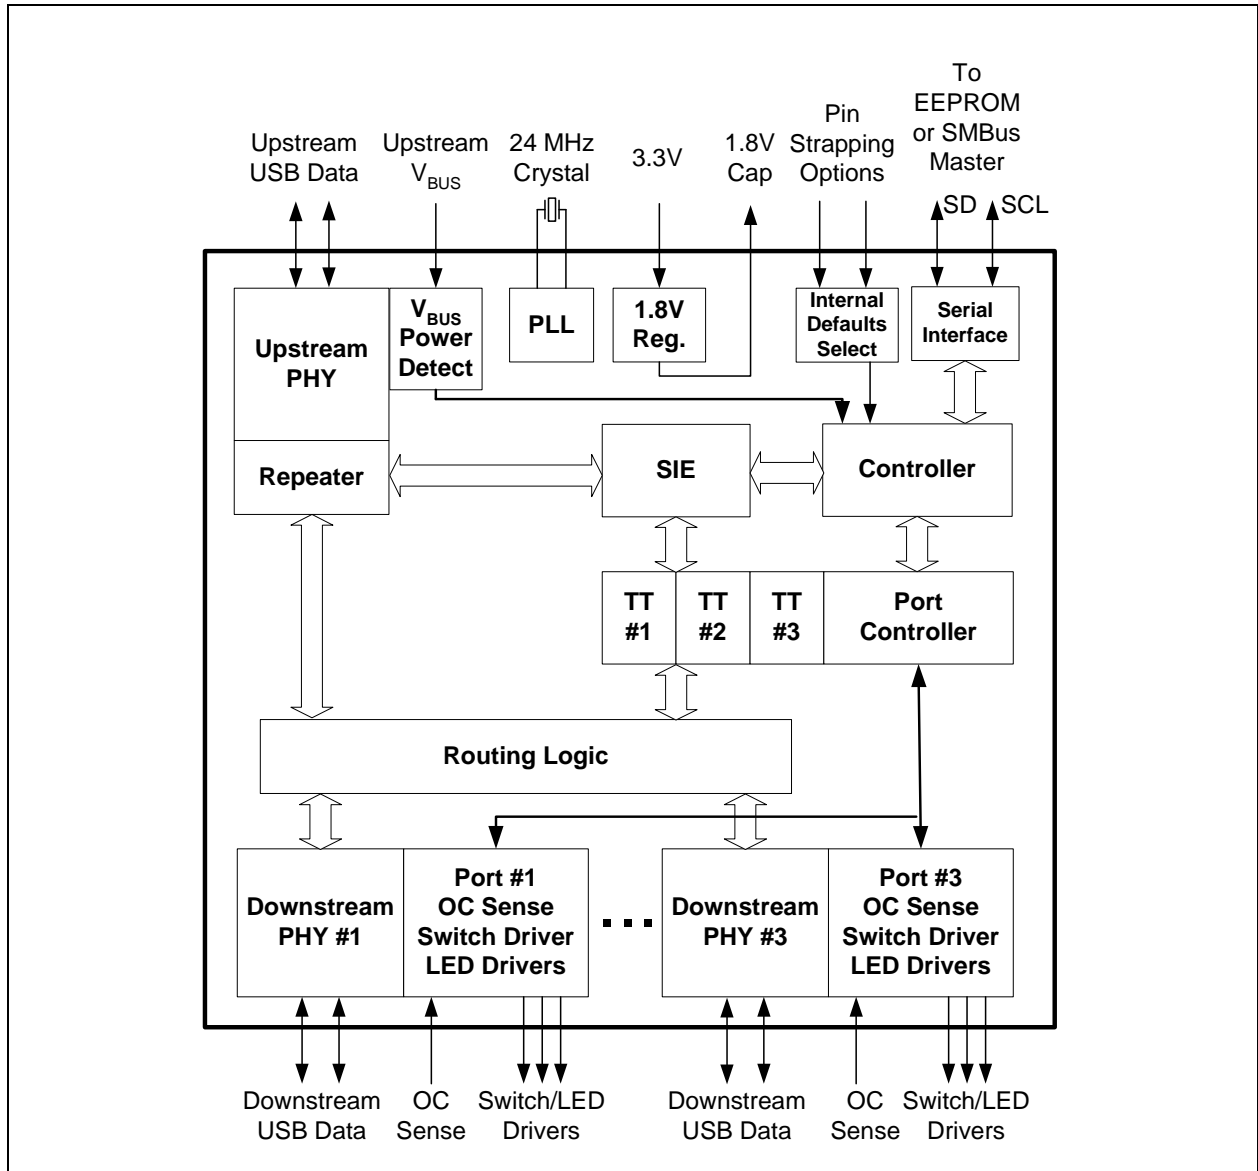 To
EEPROM
or SMBus
Master
Pin
Strapping
Options
Upstream
USB Data
Upstream
VBUS
24 MHz
Crystal
3.3V
1.8V
Cap
SD
SCL
Upstream
PHY
VBUS
Power
Detect
PLL
1.8V
Reg.
Internal
Defaults
Select
Serial
Interface
Repeater
SIE
Controller
TT
#1
TT
#2
TT
#3
Port
Controller
Routing Logic
Downstream
PHY #1
Port #1
OC Sense
Switch Driver
LED Drivers
Downstream
PHY #3
Port #3
OC Sense
Switch Driver
LED Drivers
Downstream
USB Data
OC
Sense
Switch/LED
Drivers
Downstream
USB Data
OC
Sense
Switch/LED
Drivers